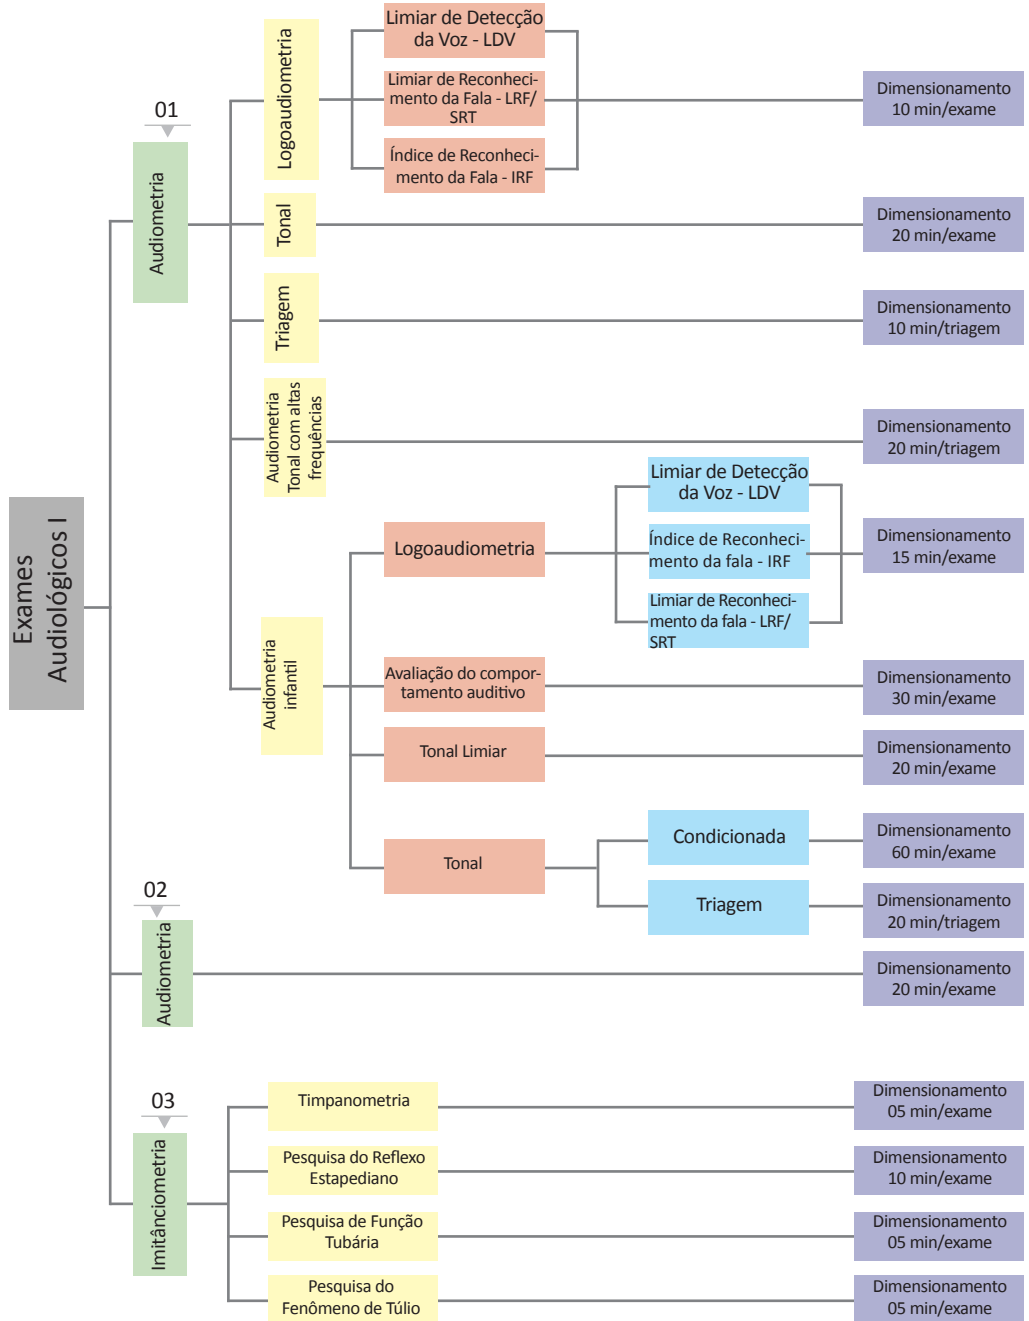 Exames
Audiológicos I
01
Audiometria
Logoaudiometria
Limiar de Detecção
da Voz - LDV
Limiar de Reconheci-
mento da Fala - LRF/
SRT
Índice de Reconheci-
mento da Fala - IRF
Dimensionamento
10 min/exame
Tonal
Dimensionamento
20 min/exame
Triagem
Dimensionamento
10 min/triagem
Audiometria
Tonal com altas
frequências
Dimensionamento
20 min/triagem
Audiometria
infantil
Logoaudiometria
Limiar de Detecção
da Voz - LDV
Índice de Reconheci-
mento da fala - IRF
Limiar de Reconheci-
mento da fala - LRF/
SRT
Dimensionamento
15 min/exame
Avaliação do compor-
tamento auditivo
Dimensionamento
30 min/exame
Tonal Limiar
Dimensionamento
20 min/exame
Tonal
Condicionada
Dimensionamento
60 min/exame
Triagem
Dimensionamento
20 min/triagem
02
Audiometria
Dimensionamento
20 min/exame
03
Imitânciometria
Timpanometria
Dimensionamento
05 min/exame
Pesquisa do Reflexo
Estapediano
Dimensionamento
10 min/exame
Pesquisa de Função
Tubária
Dimensionamento
05 min/exame
Pesquisa do
Fenômeno de Túlio
Dimensionamento
05 min/exame